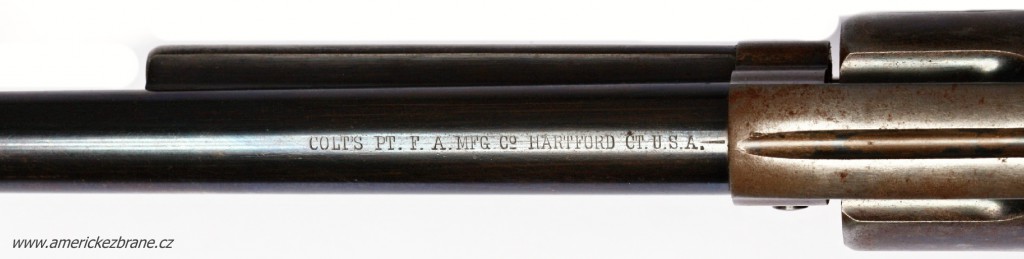 COLT'S PT. F. A. MFG. Co HARTFORD CT. U.S.A.
www.americkezbrane.cz